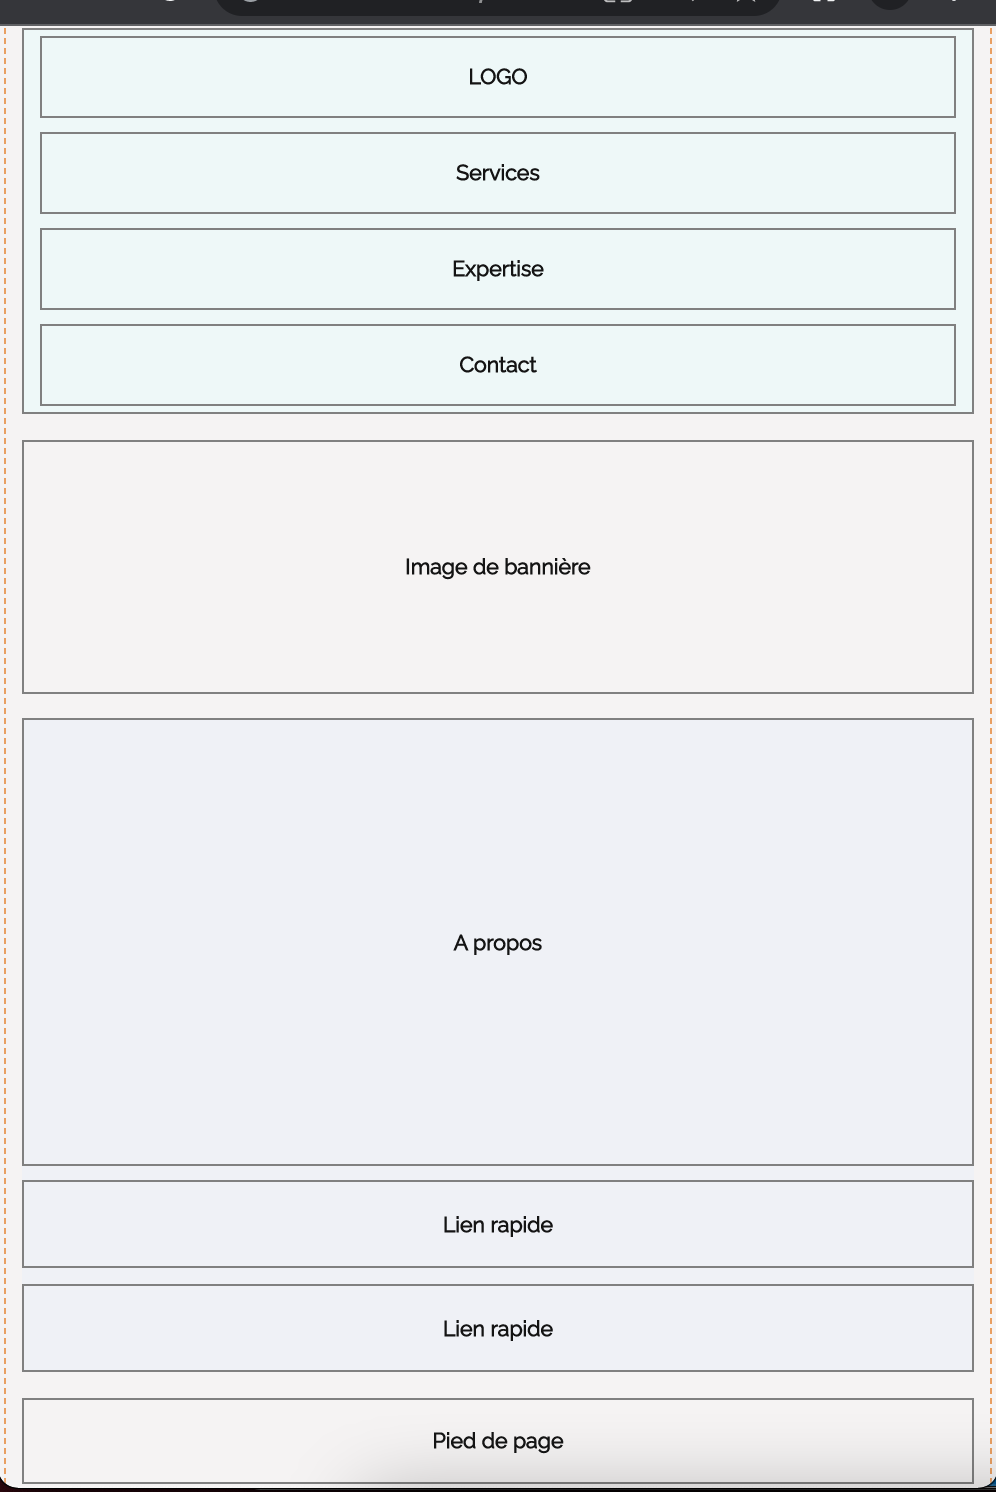 LOGO
Services
Expertise
Contact
Image de bannière
A propos
Lien rapide
Lien rapide
Pied de page